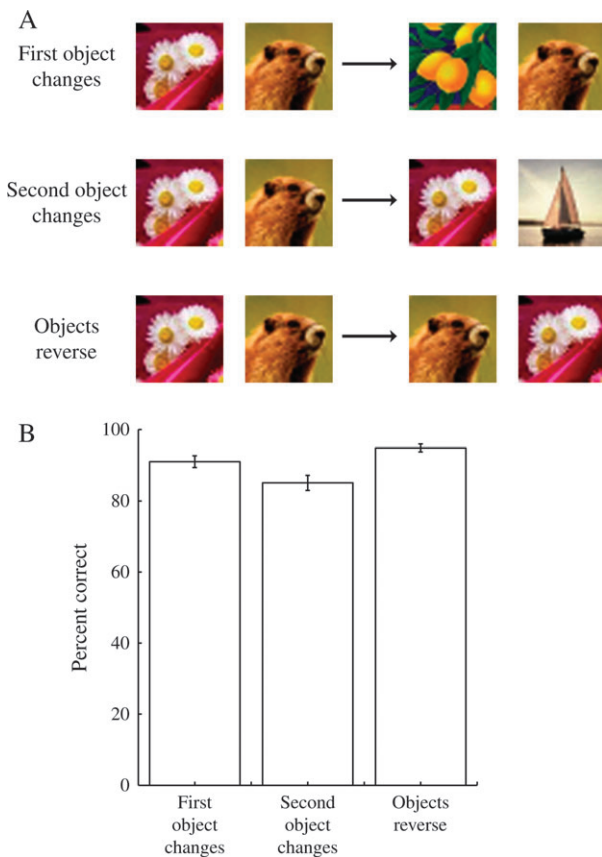 A
First object
changes
Second object
changes
Objects
reverse
B
Percent correct
100
80
60
40
20
0
First
object
changes
Second
object
changes
Objects
reverse